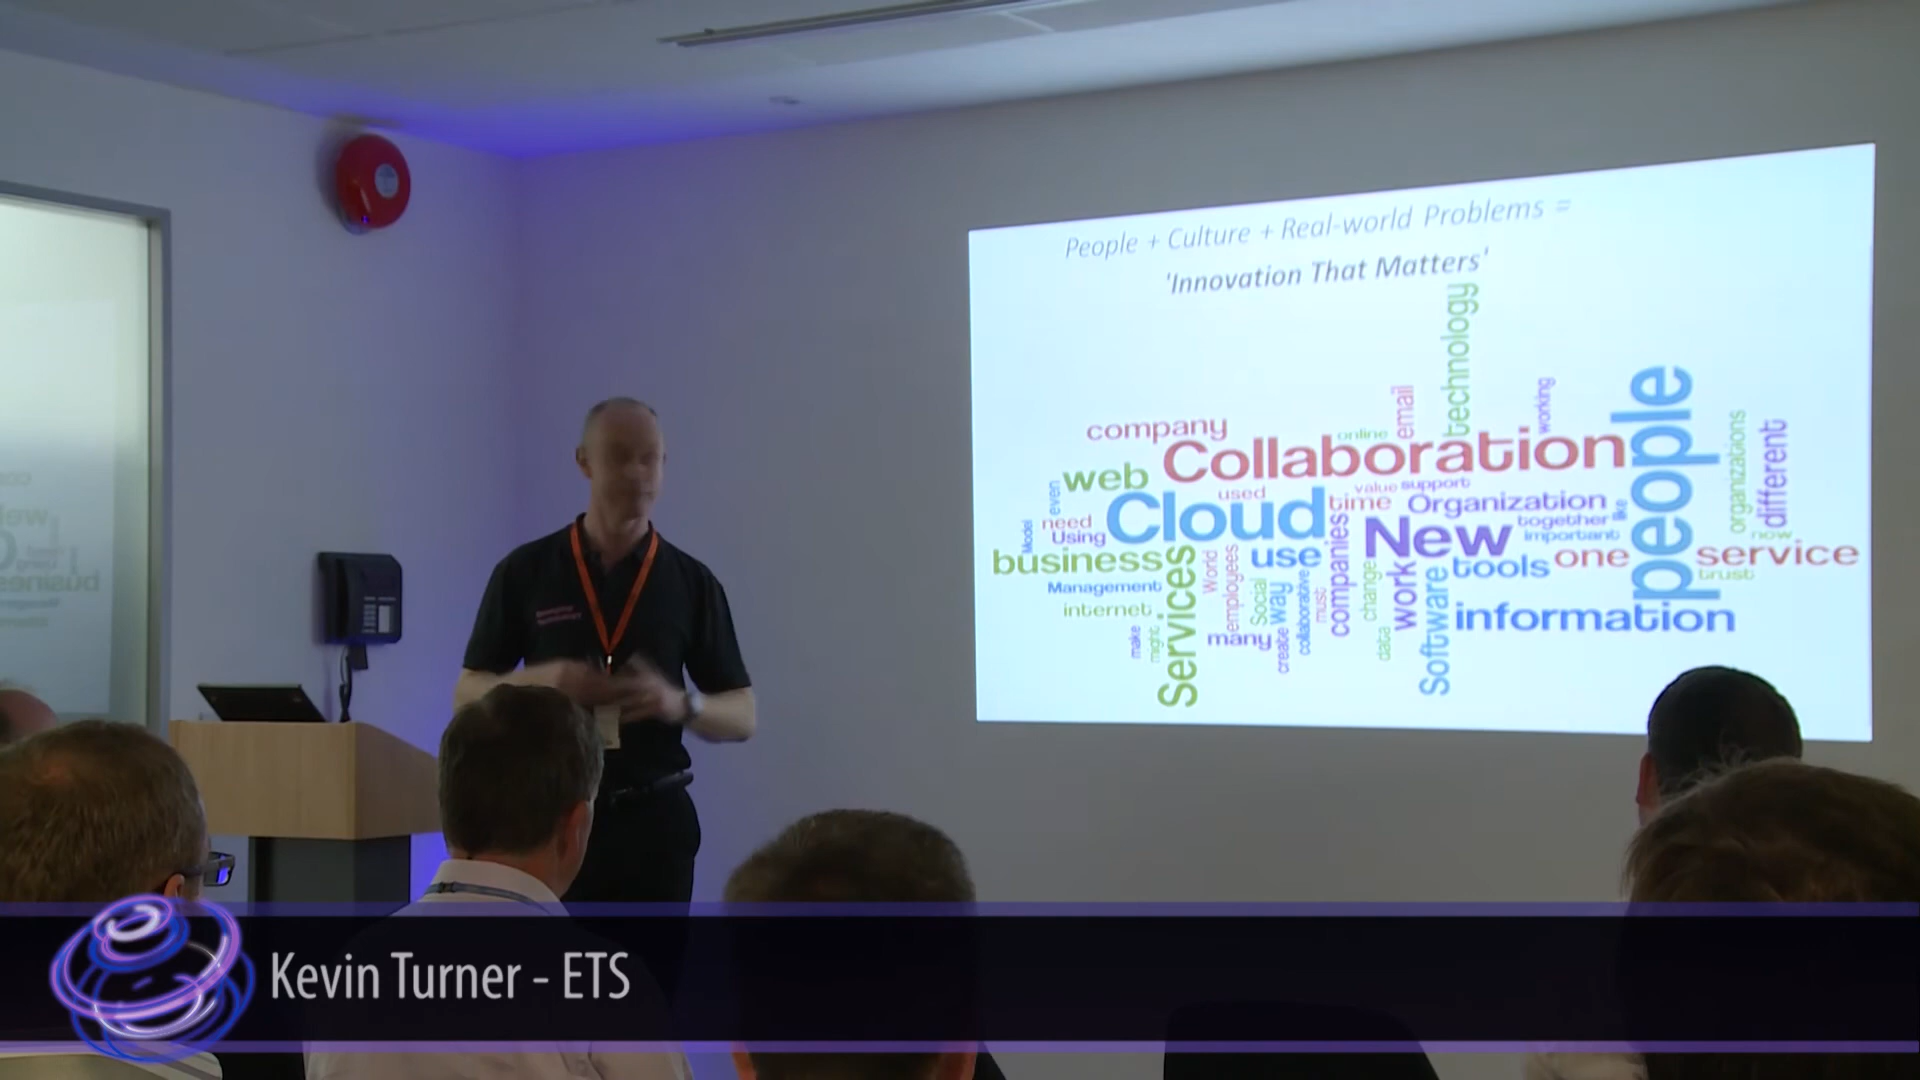 People + Culture + Real-world Problems =
'Innovation That Matters'
technology
email
working
people
company
online
Collaboration
organizations
different
web
even
used
value support
Cloud
time
Organization
like
need
Model
Using
New
together
important
now
business
Services
World
employees
use
companies
tools
one
service
trust
Management
Social
way
collaborative
must
change
work
Software
information
internet
make
might
many
create
data
Kevin Turner - ETS